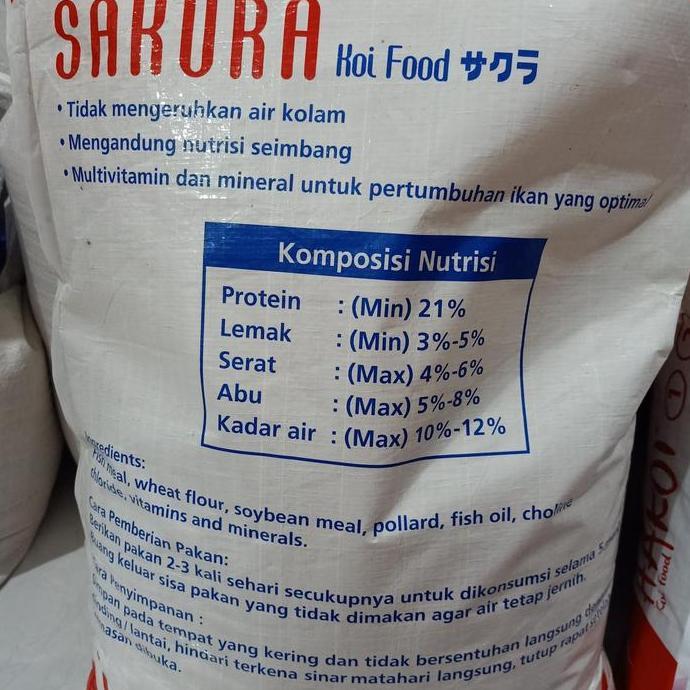 SAKURA Koi Food サクラ
• Tidak mengeruhkan air kolam
• Mengandung nutrisi seimbang
• Multivitamin dan mineral untuk pertumbuhan ikan yang optimal
Komposisi Nutrisi
Protein : (Min) 21%
Lemak : (Min) 3%-5%
Serat : (Max) 4%-6%
Abu : (Max) 5%-8%
Kadar air : (Max) 10%-12%
Ingredients:
Fish meal, wheat flour, soybean meal, pollard, fish oil, choline
chloride, vitamins and minerals.
Cara Pemberian Pakan:
Berikan pakan 2-3 kali sehari secukupnya untuk dikonsumsi selama 5
Buang keluar sisa pakan yang tidak dimakan agar air tetap jernih.
Cara Penyimpanan :
Simpan pada tempat yang kering dan tidak bersentuhan langsung
dinding/lantai, hindari terkena sinar matahari langsung, tutup rapat
kemasan dibuka.
HAKOI
Koi Food